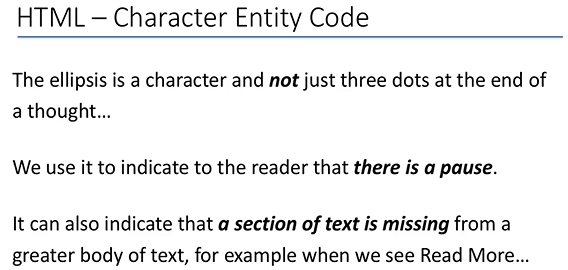 HTML – Character Entity Code
The ellipsis is a character and not just three dots at the end of
a thought…
We use it to indicate to the reader that there is a pause.
It can also indicate that a section of text is missing from a
greater body of text, for example when we see Read More…